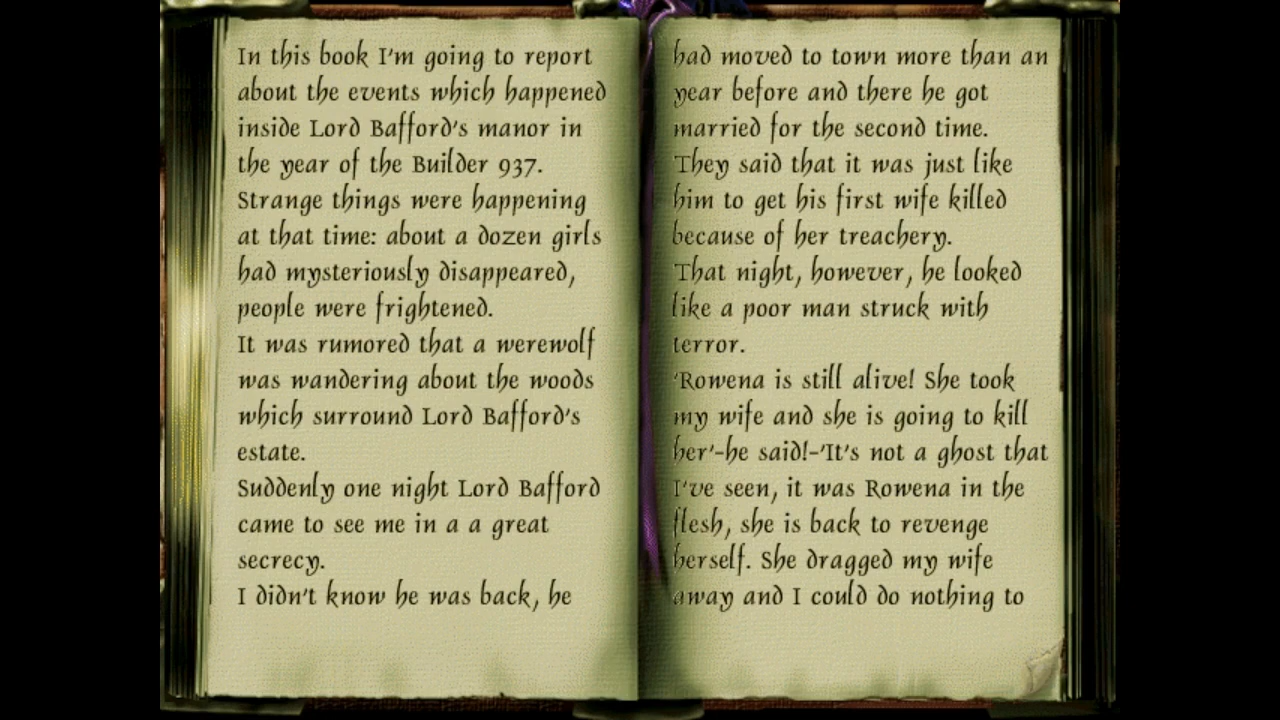 In this book I'm going to report
about the events which happened
inside Lord Bafford's manor in
the year of the Builder 937.
Strange things were happening
at that time: about a dozen girls
had mysteriously disappeared,
people were frightened.
It was rumored that a werewolf
was wandering about the woods
which surround Lord Bafford's
estate.
Suddenly one night Lord Bafford
came to see me in a a great
secrecy.
I didn't know he was back, he
had moved to town more than an
year before and there he got
married for the second time.
They said that it was just like
him to get his first wife killed
because of her treachery.
That night, however, he looked
like a poor man struck with
terror.
'Rowena is still alive! She took
my wife and she is going to kill
her'-he said!-'It's not a ghost that
I've seen, it was Rowena in the
flesh, she is back to revenge
herself. She dragged my wife
away and I could do nothing to